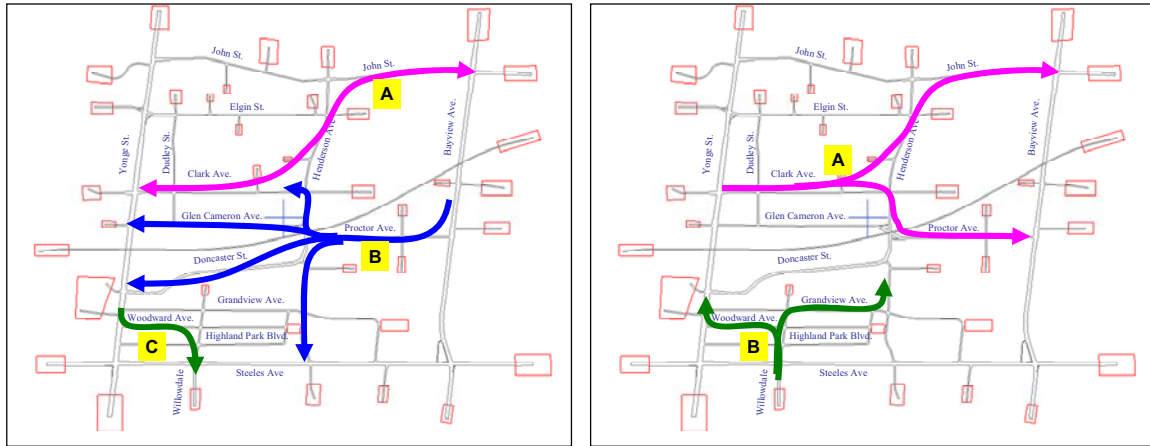 John St.
John St.
A
Elgin St.
Yonge St.
Dudley St.
Henderson Ave.
Bayview Ave.
Clark Ave.
Glen Cameron Ave.
Proctor Ave.
B
Doncaster St.
Grandview Ave.
Woodward Ave.
C
Highland Park Blvd.
Willowdale
Steeles Ave
John St.
John St.
Elgin St.
Yonge St.
Dudley St.
Henderson Ave.
Bayview Ave.
A
Clark Ave.
Glen Cameron Ave.
Proctor Ave.
Doncaster St.
Grandview Ave.
Woodward Ave.
B
Highland Park Blvd.
Willowdale
Steeles Ave